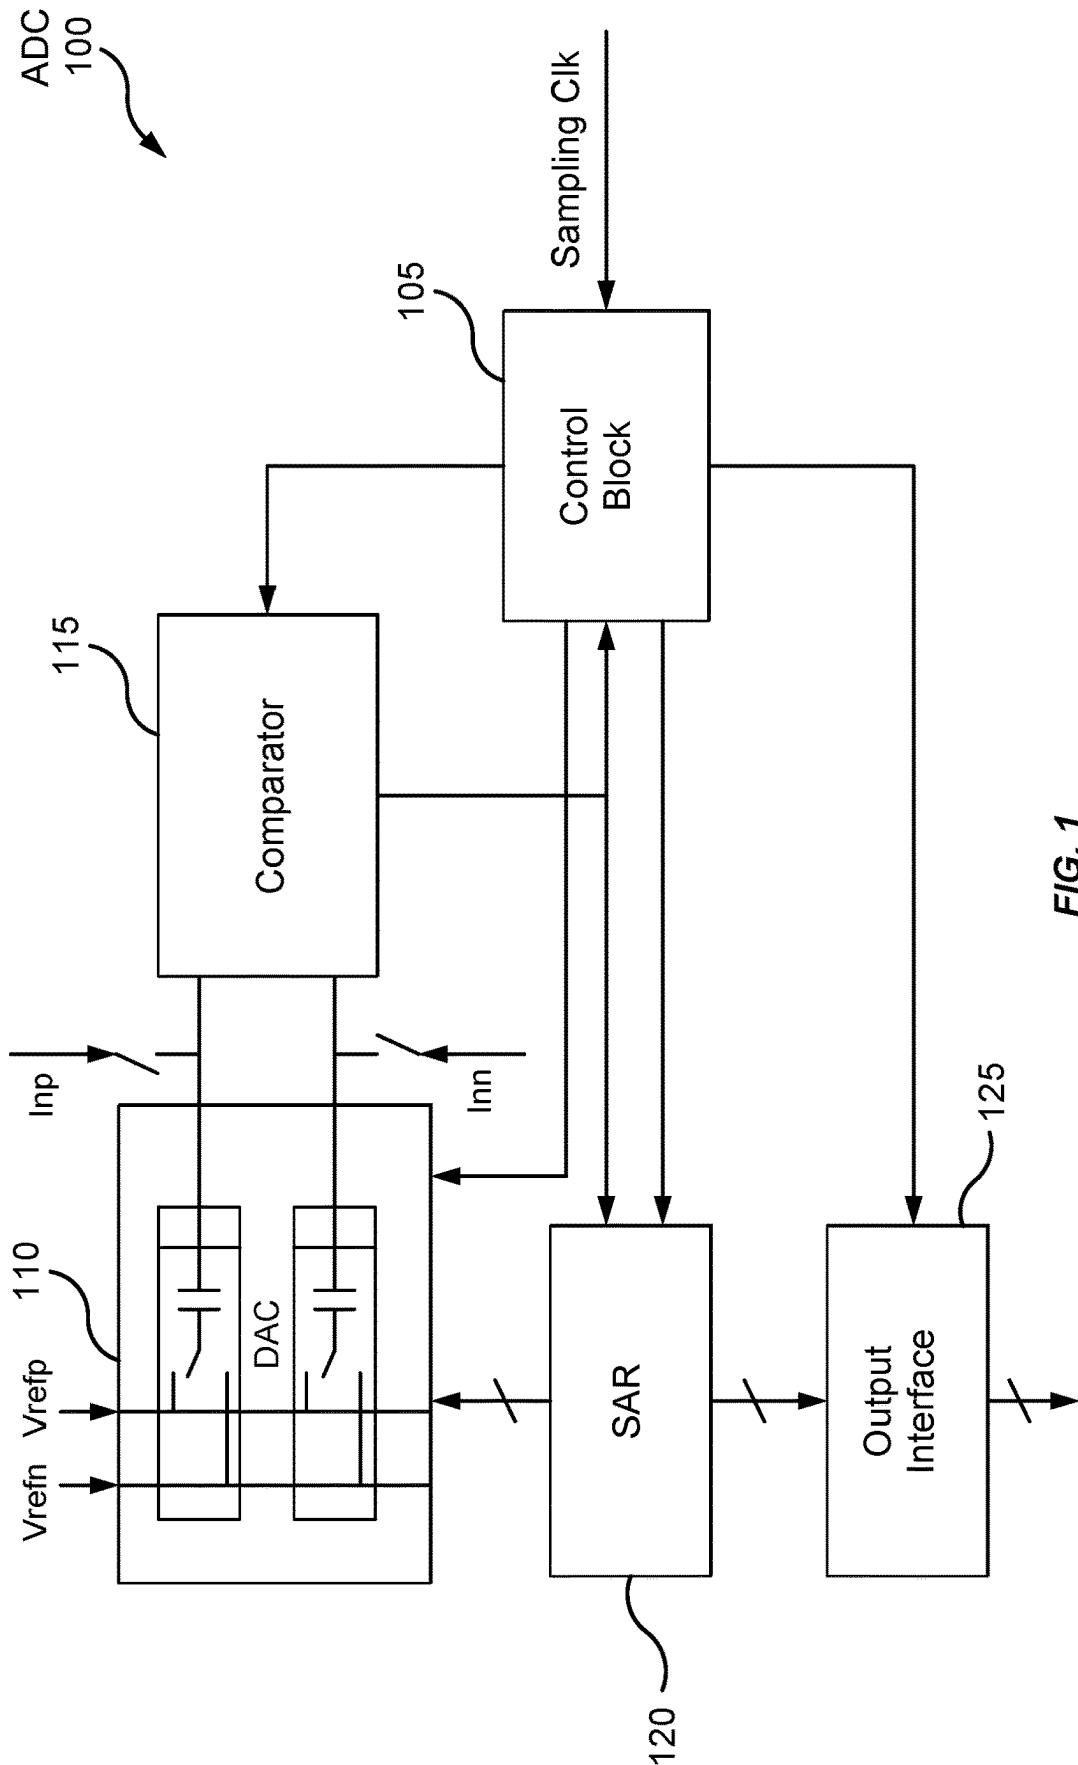 ADC
100
Vrefn
Vrefp
110
Inp
Inn
DAC
115
Comparator
105
Control
Block
Sampling Clk
SAR
120
Output
Interface
125
FIG. 1